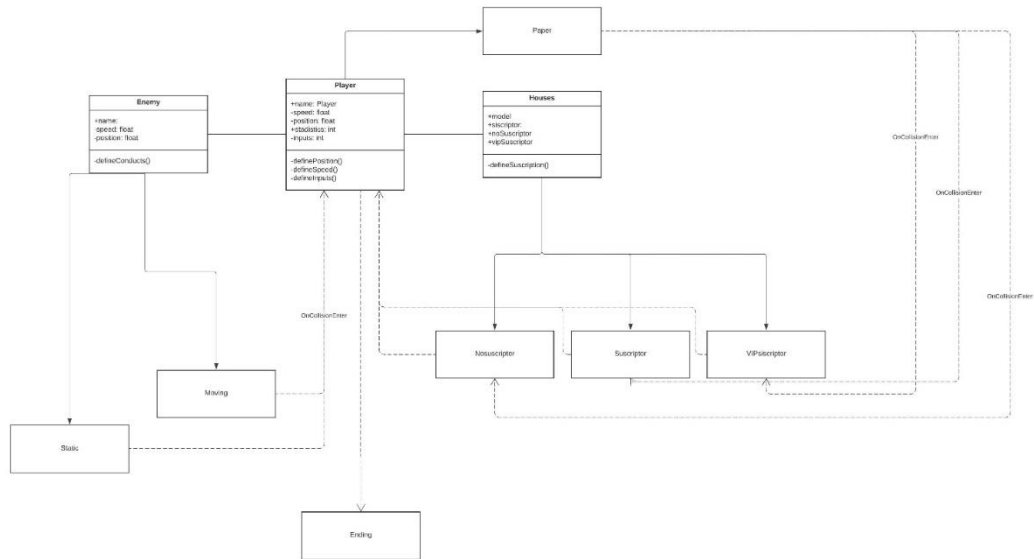 Paper
Player
+name: Player
-speed: float
-position: float
+stadistics: int
-inputs: int
-definePosition()
-defineSpeed()
-defineInputs()
Enemy
+name:
-speed: float
-position: float
-defineConducts()
Houses
+model
+siscriptor:
+noSuscriptor
+vipSuscriptor
-defineSuscription()
OnCollisionEnter
OnCollisionEnter
OnCollisionEnter
OnCollisionEnter
Nosuscripter
Suscriptor
VIPsiscriptor
Moving
Static
Ending